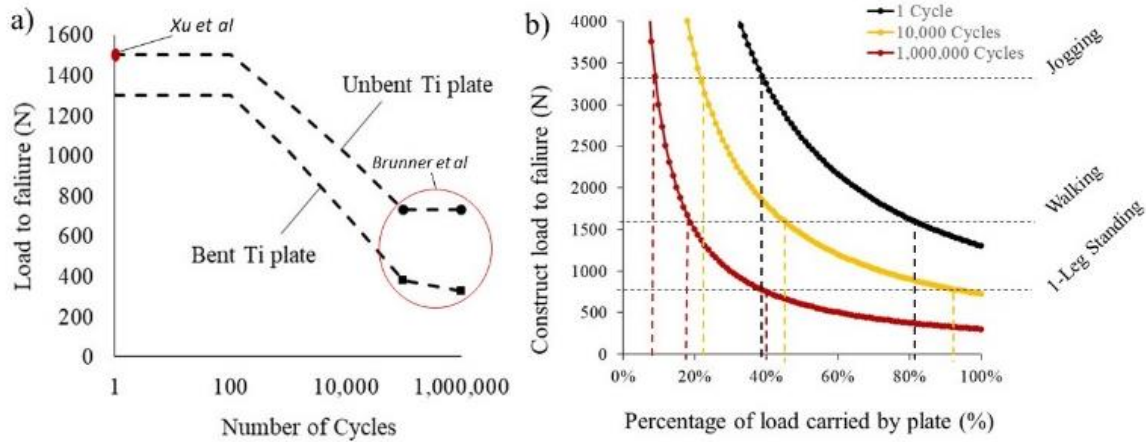 a)
Xu et al
1600
1400
1200
1000
800
600
400
200
0
Load to faliure (N)
Unbent Ti plate
Brunner et al
Bent Ti plate
1
100
10,000
1,000,000
Number of Cycles
b)
1 Cycle
10,000 Cycles
1,000,000 Cycles
4000
3500
3000
2500
2000
1500
1000
500
0
Construct load to faliure (N)
Jogging
Walking
1-Leg Standing
0%
20%
40%
60%
80%
100%
Percentage of load carried by plate (%)